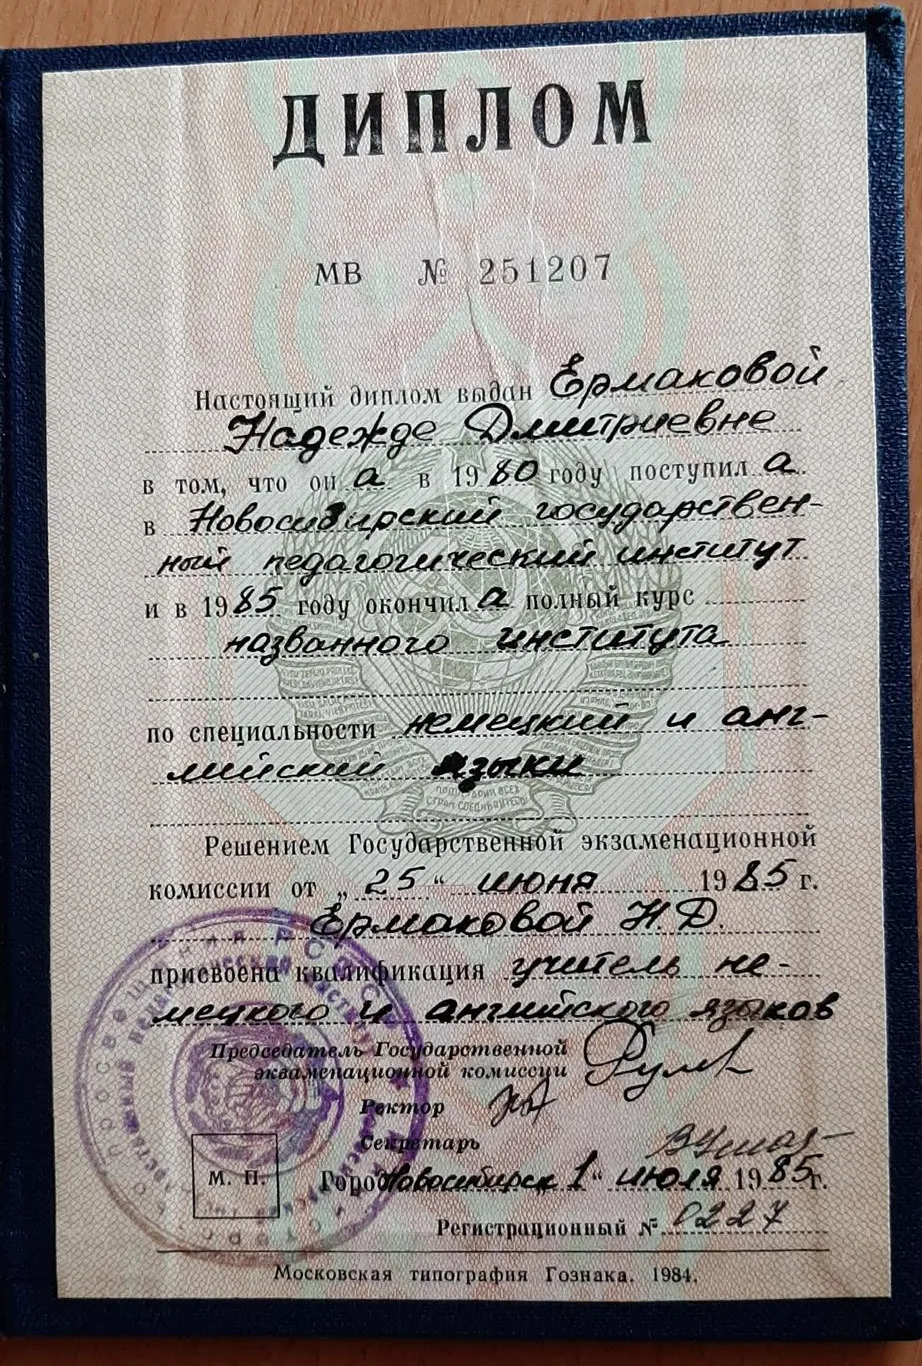 ДИПЛОМ
МВ № 251207
Настоящий диплом выдан Ермаковой
Надежде Дмитриевне
в том, что он а в 1980 году поступил а
в Новосибирский государствен-
ный педагогический институт
и в 1985 году окончил а полный курс
названного института
по специальности немецкий и анг-
лийский языки
Решением Государственной экзаменационной
комиссии от „25“ июня 1985 г.
Ермаковой Н.Д.
присвоена квалификация учитель не-
мецкого и английского языков
Председатель Государственной
экзаменационной комиссии
Ректор
Секретарь
М. П.
Город Новосибирск „1“ июля 1985 г.
Регистрационный № 0227
Московская типография Гознака. 1984.